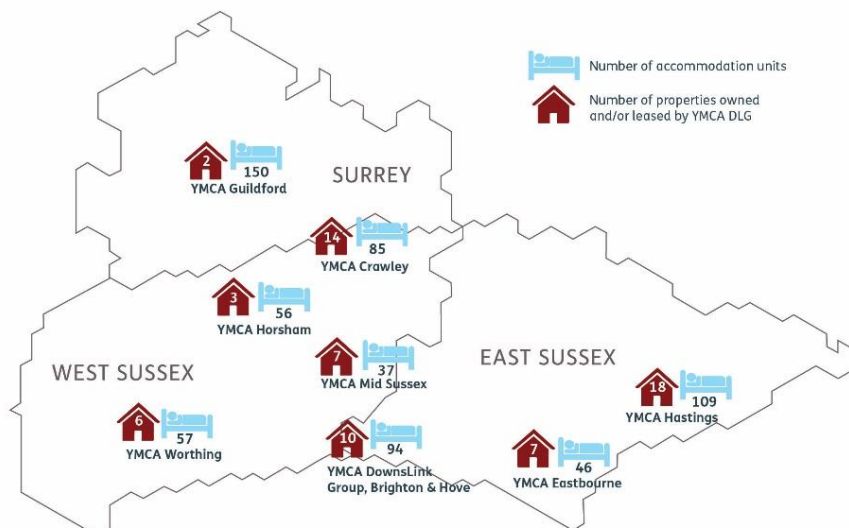 Number of accommodation units
Number of properties owned
and/or leased by YMCA DLG
2
150
YMCA Guildford
SURREY
14
85
YMCA Crawley
3
56
YMCA Horsham
WEST SUSSEX
7
37
YMCA Mid Sussex
EAST SUSSEX
18
109
YMCA Hastings
6
57
YMCA Worthing
10
94
YMCA DownsLink
Group, Brighton & Hove
7
46
YMCA Eastbourne